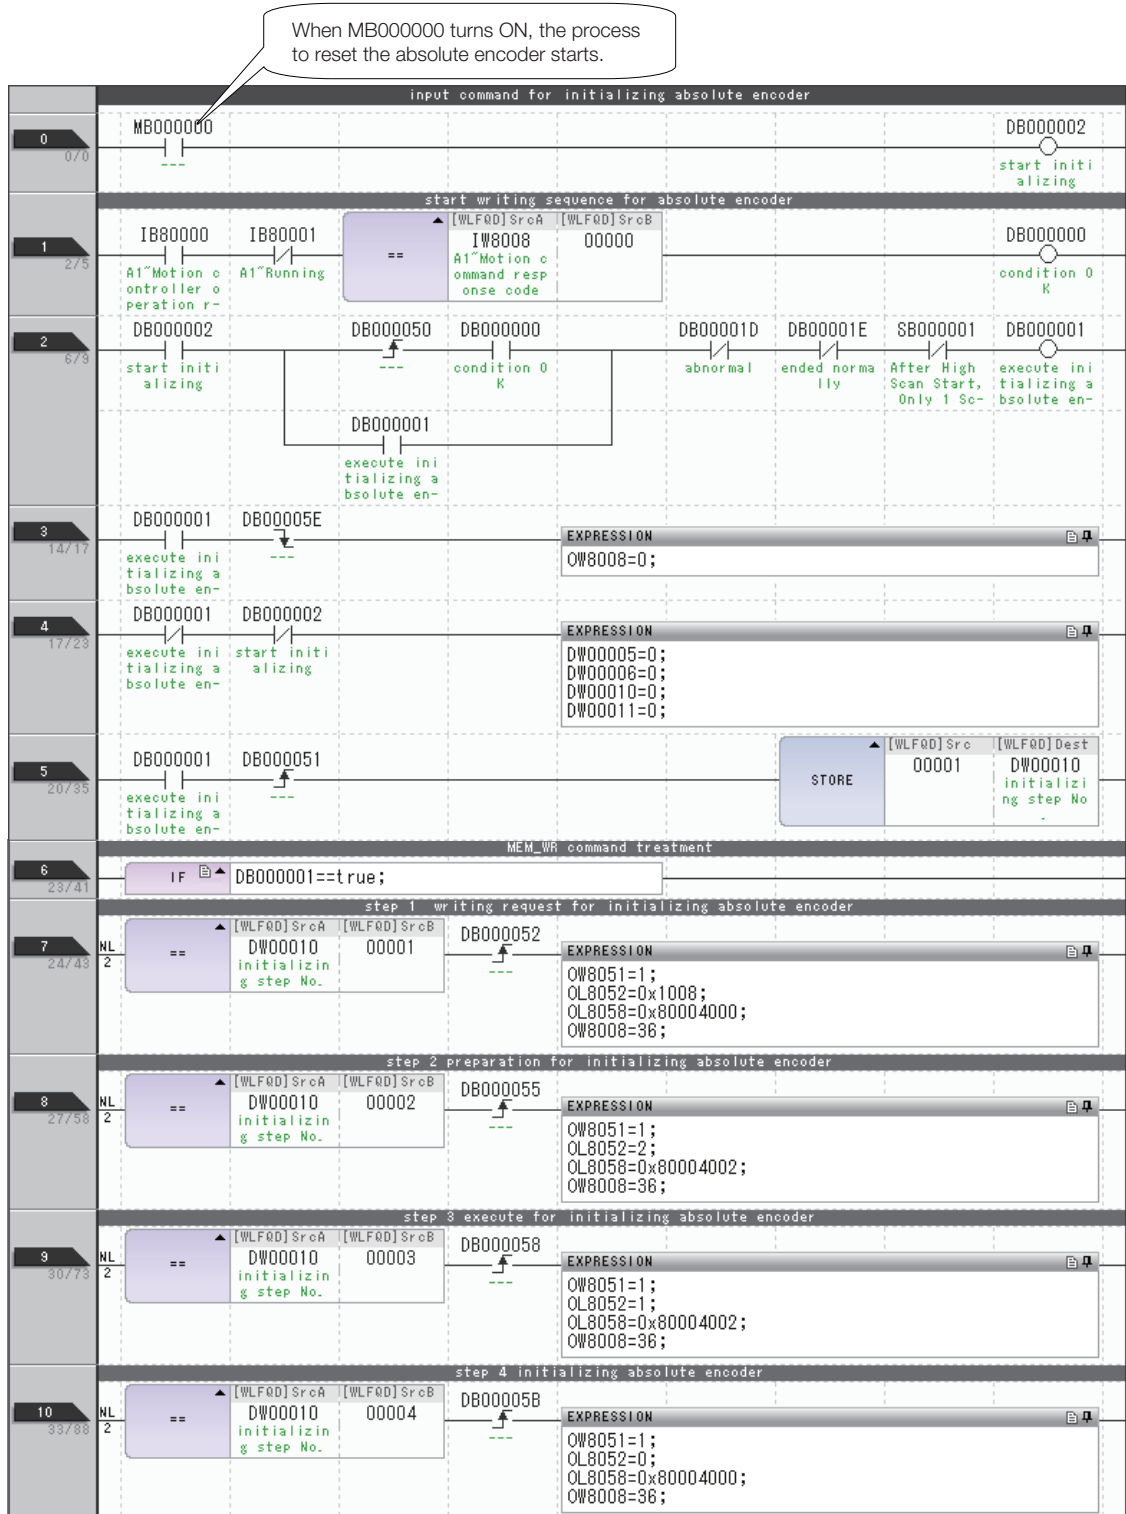 When MB000000 turns ON, the process
to reset the absolute encoder starts.
input command for initializing absolute encoder
0
0/0
MB000000
---
DB000002
start initi
alizing
start writing sequence for absolute encoder
1
2/5
IB80000
A1~Motion c
ontroller o
peration r-
IB80001
A1~Running
==
[WLFQD]SrcA
IW8008
A1~Motion c
ommand resp
onse code
[WLFQD]SrcB
00000
DB000000
condition O
K
2
6/9
DB000002
start initi
alizing
DB000050
---
DB000000
condition O
K
DB00001D
abnormal
DB00001E
ended norma
lly
SB000001
After High
Scan Start,
Only 1 Sc-
DB000001
execute ini
tializing a
bsolute en-
DB000001
execute ini
tializing a
bsolute en-
3
14/17
DB000001
execute ini
tializing a
bsolute en-
DB00005E
---
EXPRESSION
OW8008=0;
4
17/23
DB000001
execute ini
tializing a
bsolute en-
DB000002
start initi
alizing
EXPRESSION
DW00005=0;
DW00006=0;
DW00010=0;
DW00011=0;
5
20/35
DB000001
execute ini
tializing a
bsolute en-
DB000051
---
STORE
[WLFQD]Src
00001
[WLFQD]Dest
DW00010
initializi
ng step No
.
MEM_WR command treatment
6
23/41
IF
DB000001==true;
step 1 writing request for initializing absolute encoder
7
24/43
NL
2
==
[WLFQD]SrcA
DW00010
initializin
g step No.
[WLFQD]SrcB
00001
DB000052
---
EXPRESSION
OW8051=1;
OL8052=0x1008;
OL8058=0x80004000;
OW8008=36;
step 2 preparation for initializing absolute encoder
8
27/58
NL
2
==
[WLFQD]SrcA
DW00010
initializin
g step No.
[WLFQD]SrcB
00002
DB000055
---
EXPRESSION
OW8051=1;
OL8052=2;
OL8058=0x80004002;
OW8008=36;
step 3 execute for initializing absolute encoder
9
30/73
NL
2
==
[WLFQD]SrcA
DW00010
initializin
g step No.
[WLFQD]SrcB
00003
DB000058
---
EXPRESSION
OW8051=1;
OL8052=1;
OL8058=0x80004002;
OW8008=36;
step 4 initializing absolute encoder
10
33/88
NL
2
==
[WLFQD]SrcA
DW00010
initializin
g step No.
[WLFQD]SrcB
00004
DB00005B
---
EXPRESSION
OW8051=1;
OL8052=0;
OL8058=0x80004000;
OW8008=36;